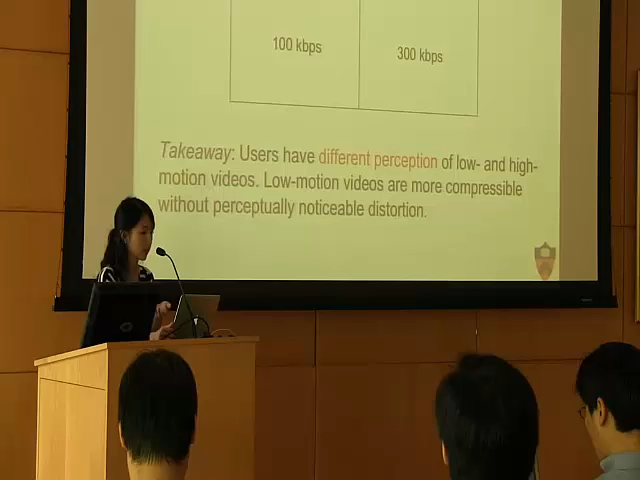 100 kbps 300 kbps
Takeaway: Users have different perception of low- and high-
motion videos. Low-motion videos are more compressible
without perceptually noticeable distortion.